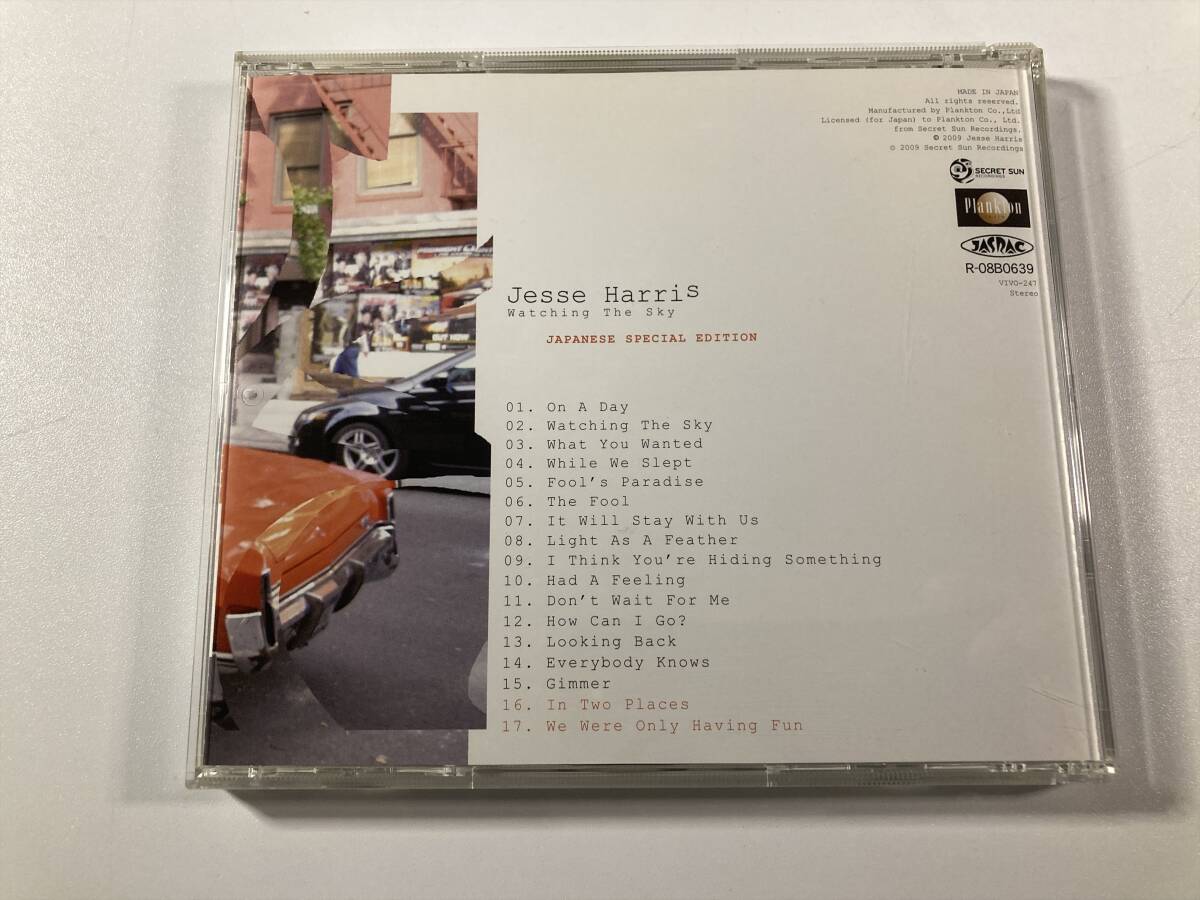 MADE IN JAPAN
All rights reserved.
Manufactured by Plankton Co.,Ltd
Licensed (for Japan) to Plankton Co., Ltd.
from Secret Sun Recordings.
℗ 2009 Jesse Harris
© 2009 Secret Sun Recordings
SECRET SUN
RECORDINGS
Plankton
JASRAC
R-08B0639
VIVO-247
Stereo
Jesse Harris
Watching The Sky
JAPANESE SPECIAL EDITION
01. On A Day
02. Watching The Sky
03. What You Wanted
04. While We Slept
05. Fool's Paradise
06. The Fool
07. It Will Stay With Us
08. Light As A Feather
09. I Think You're Hiding Something
10. Had A Feeling
11. Don't Wait For Me
12. How Can I Go?
13. Looking Back
14. Everybody Knows
15. Gimmer
16. In Two Places
17. We Were Only Having Fun